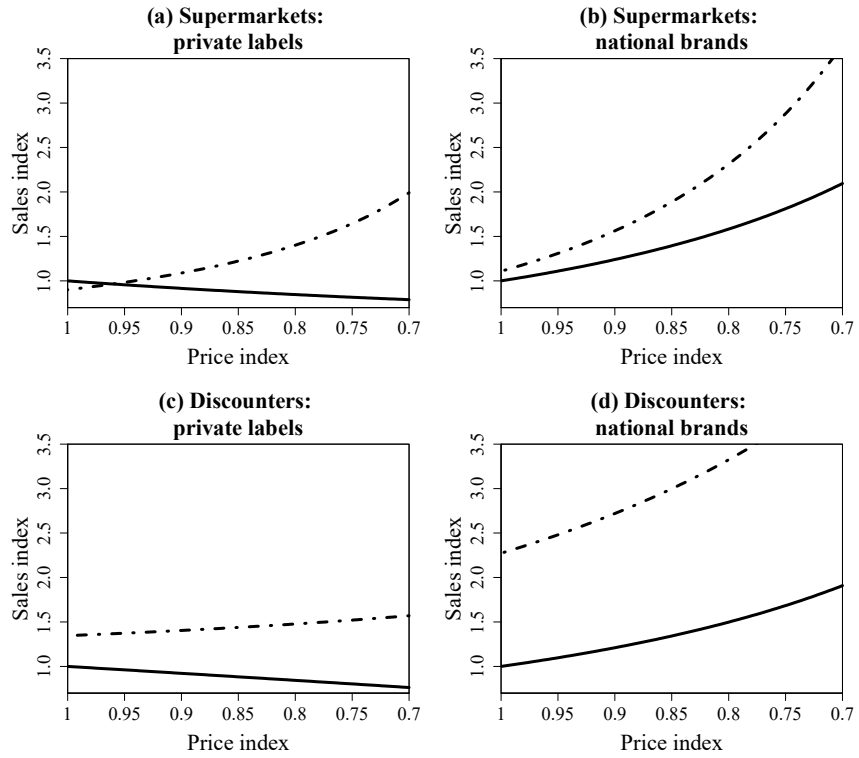 (a) Supermarkets:
private labels
3.5
3.0
2.5
2.0
1.5
1.0
Sales index
1 0.95 0.9 0.85 0.8 0.75 0.7
Price index
(b) Supermarkets:
national brands
3.5
3.0
2.5
2.0
1.5
1.0
Sales index
1 0.95 0.9 0.85 0.8 0.75 0.7
Price index
(c) Discounters:
private labels
3.5
3.0
2.5
2.0
1.5
1.0
Sales index
1 0.95 0.9 0.85 0.8 0.75 0.7
Price index
(d) Discounters:
national brands
3.5
3.0
2.5
2.0
1.5
1.0
Sales index
1 0.95 0.9 0.85 0.8 0.75 0.7
Price index